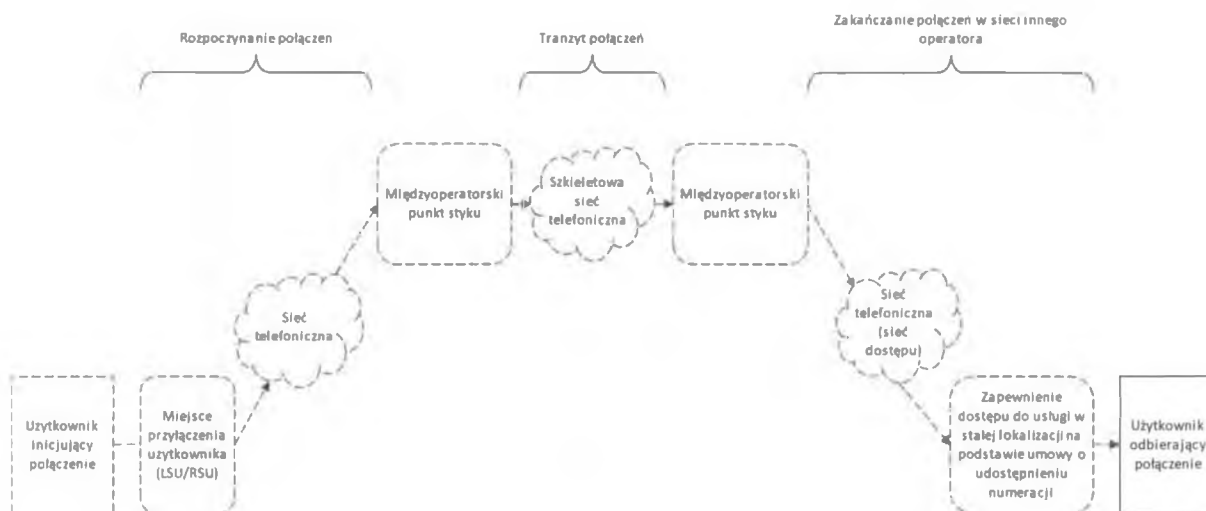 Rozpoczynanie połączeń
Tranzyt połączeń
Zakańczanie połączeń w sieci innego
operatora
Międzyoperatorski
punkt styku
Szkieletowa
sieć
telefoniczna
Międzyoperatorski
punkt styku
Sieć
telefoniczna
Sieć
telefoniczna
(sieć
dostępu)
Użytkownik
inicjujący
połączenie
Miejsce
przyłączenia
użytkownika
(LSU/RSU)
Zapewnienie
dostępu do usługi w
stałej lokalizacji na
podstawie umowy o
udostępnieniu
numeracji
Użytkownik
odbierający
połączenie